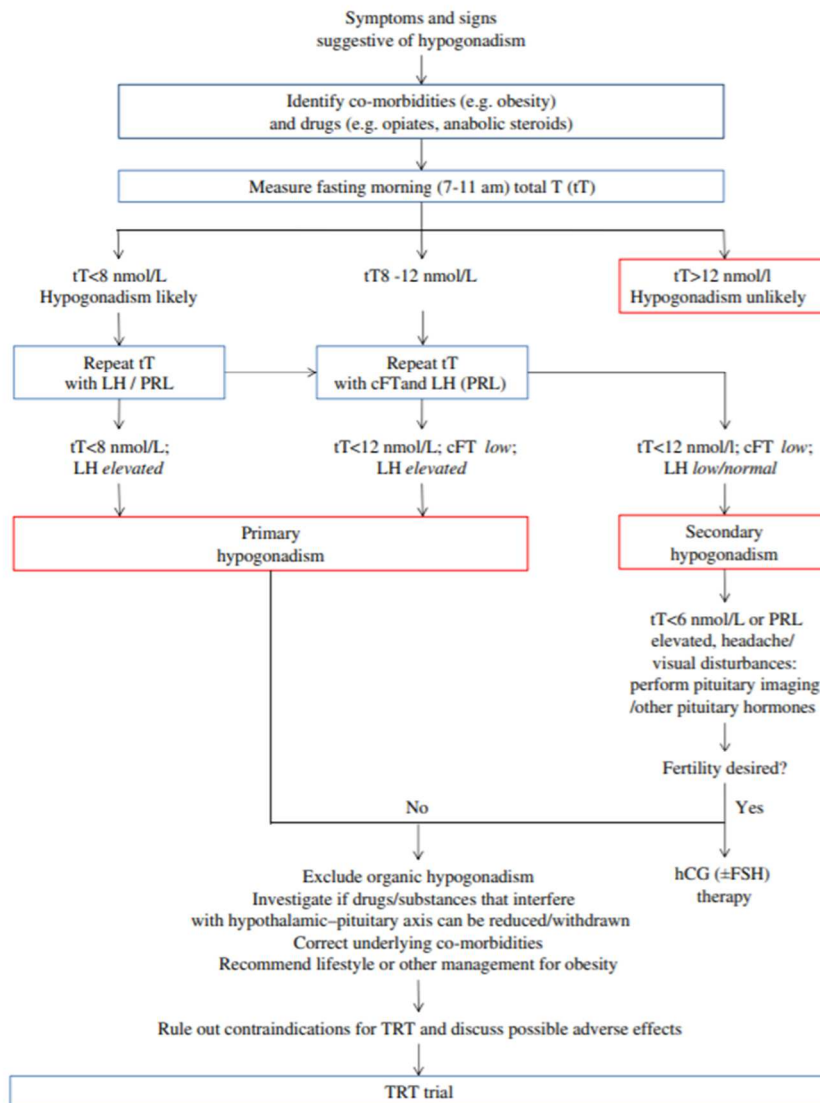 Symptoms and signs
suggestive of hypogonadism
Identify co-morbidities (e.g. obesity)
and drugs (e.g. opiates, anabolic steroids)
Measure fasting morning (7-11 am) total T (tT)
tT<8 nmol/L
Hypogonadism likely
tT8 -12 nmol/L
tT>12 nmol/l
Hypogonadism unlikely
Repeat tT
with LH / PRL
Repeat tT
with cFTand LH (PRL)
tT<8 nmol/L;
LH elevated
tT<12 nmol/L; cFT low;
LH elevated
tT<12 nmol/l; cFT low;
LH low/normal
Primary
hypogonadism
Secondary
hypogonadism
tT<6 nmol/L or PRL
elevated, headache/
visual disturbances:
perform pituitary imaging
/other pituitary hormones
Fertility desired?
No
Yes
Exclude organic hypogonadism
Investigate if drugs/substances that interfere
with hypothalamic–pituitary axis can be reduced/withdrawn
Correct underlying co-morbidities
Recommend lifestyle or other management for obesity
hCG (±FSH)
therapy
Rule out contraindications for TRT and discuss possible adverse effects
TRT trial